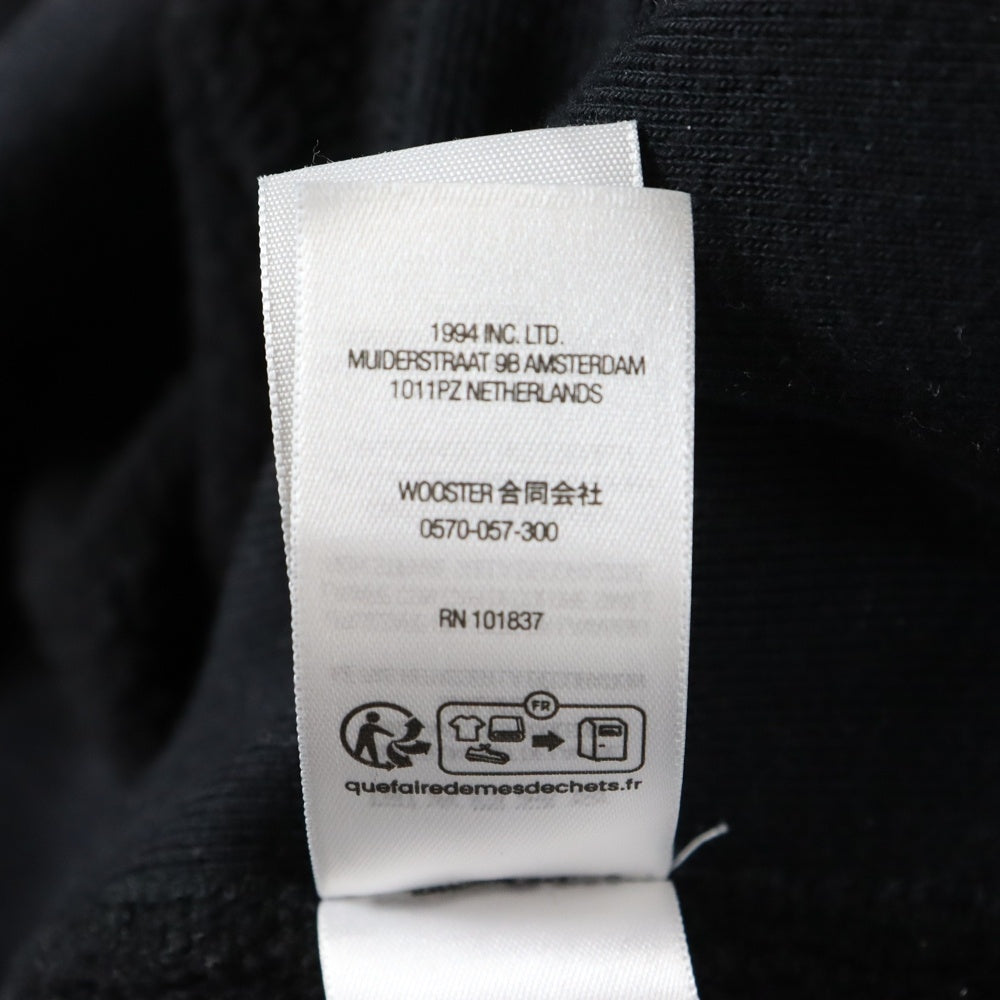 1994 INC. LTD.
MUIDERSTRAAT 9B AMSTERDAM
1011PZ NETHERLANDS
WOOSTER 合同会社
0570-057-300
RN 101837
FR
quefairedemesdechets.fr